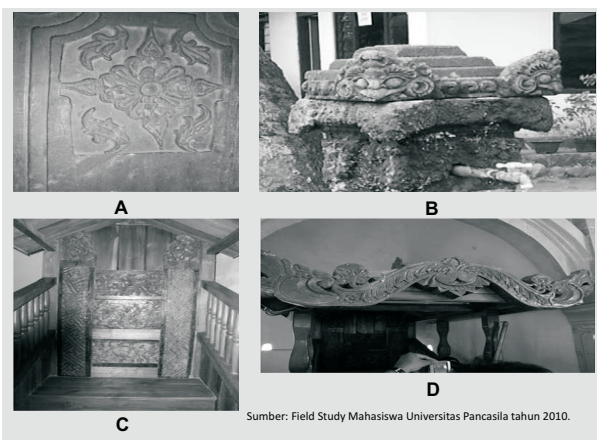 A
B
C
D
Sumber: Field Study Mahasiswa Universitas Pancasila tahun 2010.